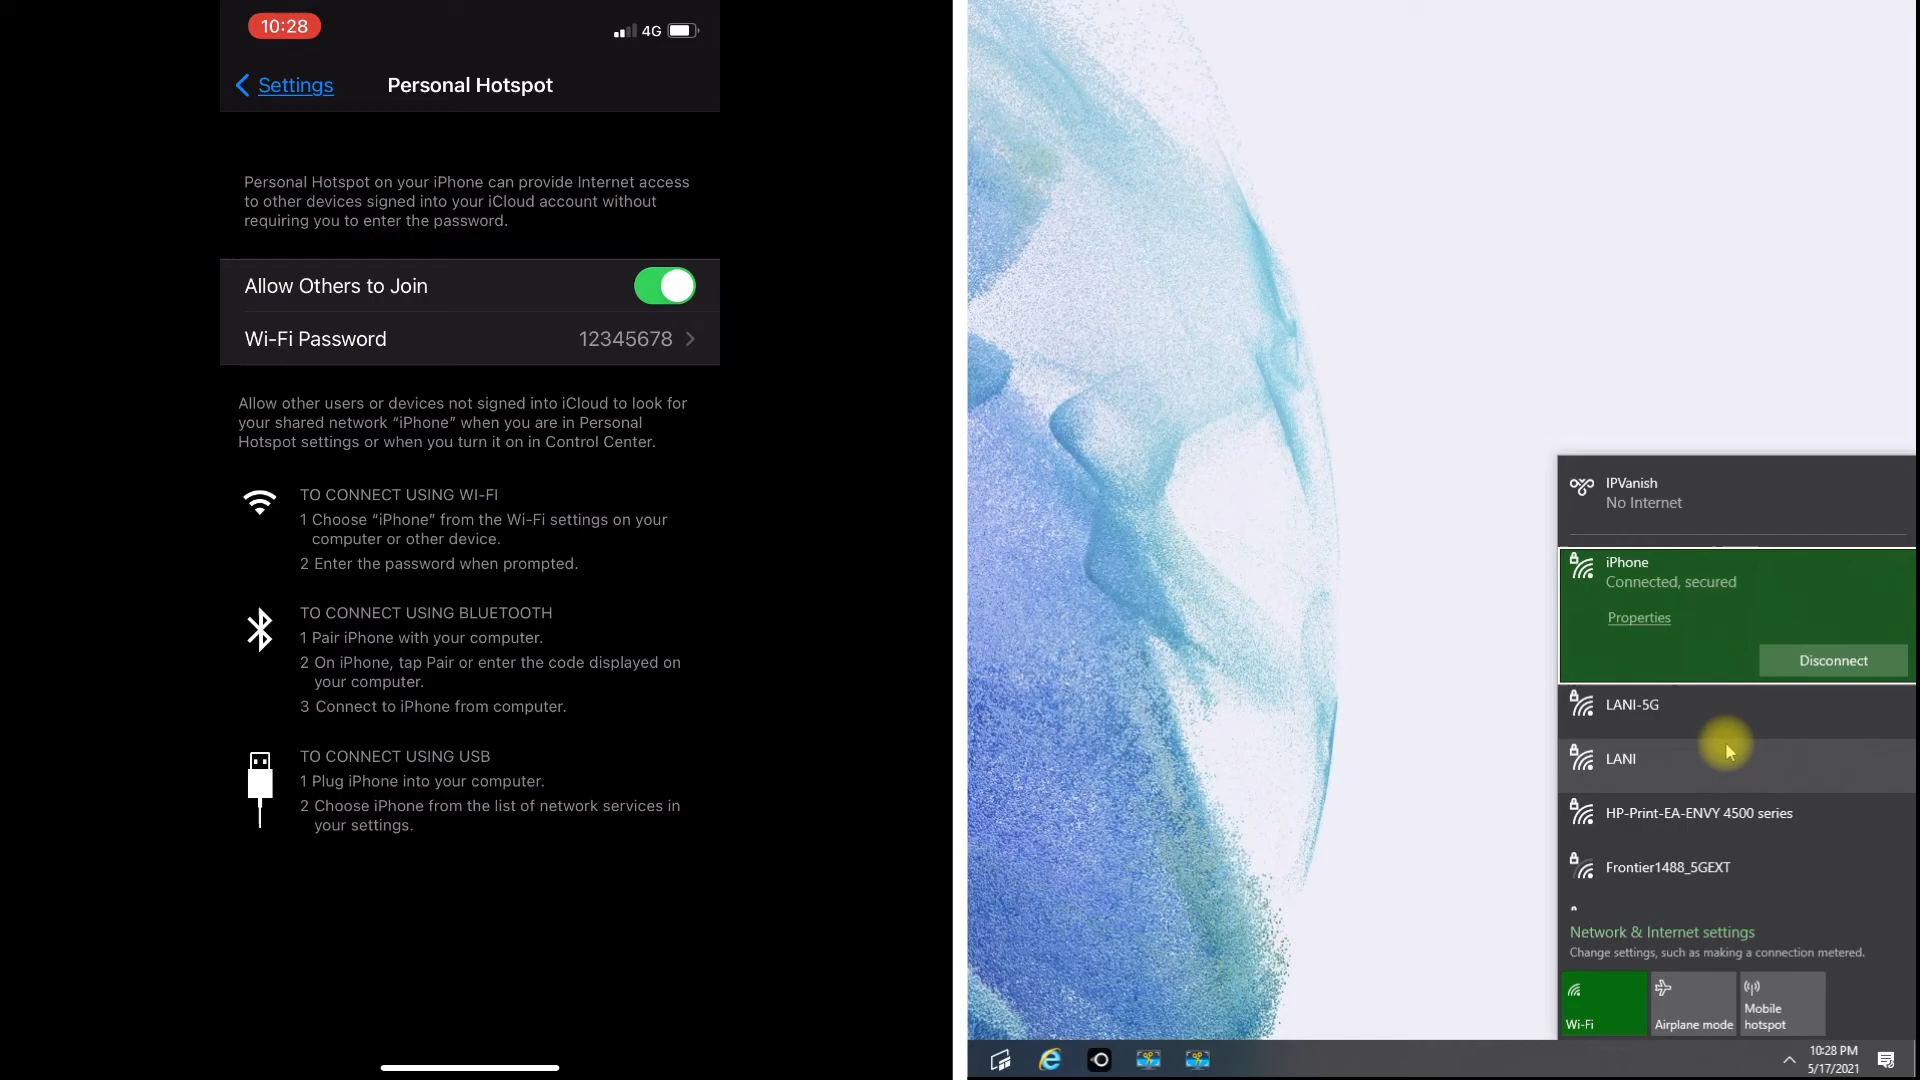 10:28
4G
Settings
Personal Hotspot
Personal Hotspot on your iPhone can provide Internet access
to other devices signed into your iCloud account without
requiring you to enter the password.
Allow Others to Join
Wi-Fi Password 12345678
Allow other users or devices not signed into iCloud to look for
your shared network “iPhone” when you are in Personal
Hotspot settings or when you turn it on in Control Center.
TO CONNECT USING WI-FI
1 Choose “iPhone” from the Wi-Fi settings on your
computer or other device.
2 Enter the password when prompted.
TO CONNECT USING BLUETOOTH
1 Pair iPhone with your computer.
2 On iPhone, tap Pair or enter the code displayed on
your computer.
3 Connect to iPhone from computer.
TO CONNECT USING USB
1 Plug iPhone into your computer.
2 Choose iPhone from the list of network services in
your settings.
IPVanish
No Internet
iPhone
Connected, secured
Properties
Disconnect
LANI-5G
LANI
HP-Print-EA-ENVY 4500 series
Frontier1488_5GEXT
Network & Internet settings
Change settings, such as making a connection metered.
Wi-Fi
Airplane mode
Mobile
hotspot
10:28 PM
5/17/2021